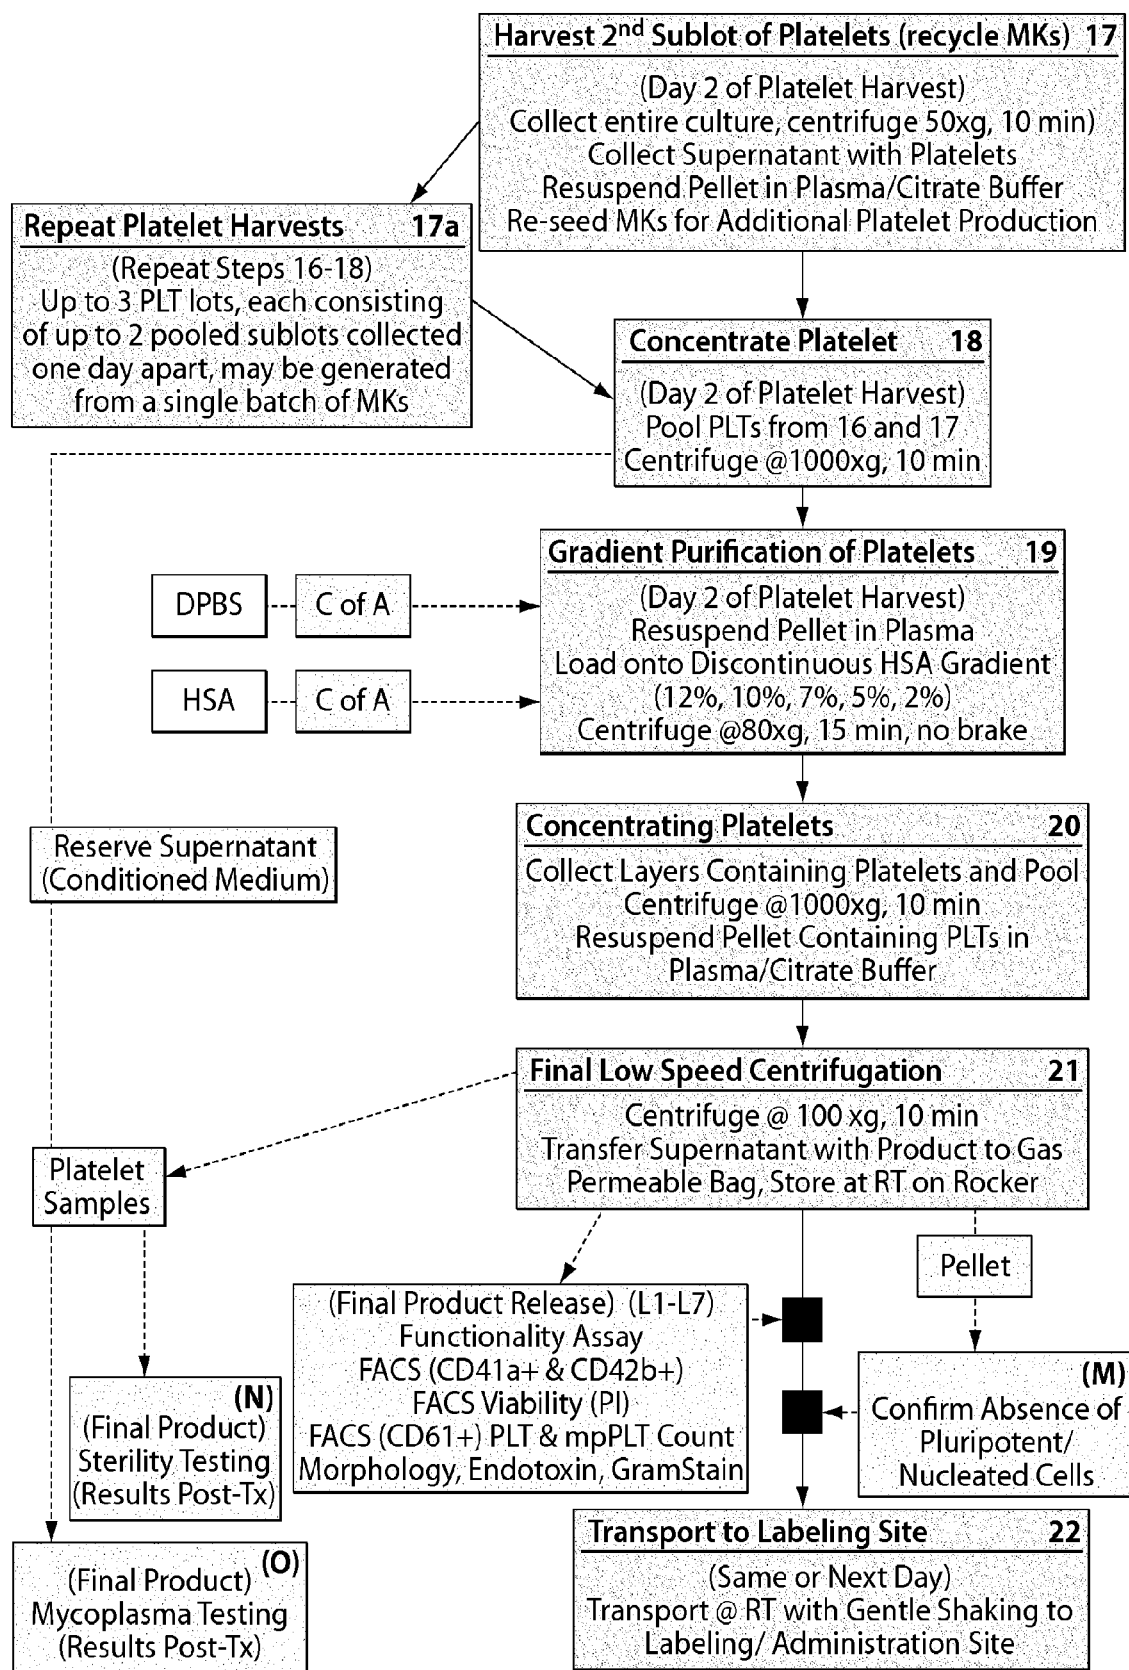 Harvest 2nd Sublot of Platelets (recycle MKs) 17
(Day 2 of Platelet Harvest)
Collect entire culture, centrifuge 50xg, 10 min)
Collect Supernatant with Platelets
Resuspend Pellet in Plasma/Citrate Buffer
Re-seed MKs for Additional Platelet Production
Repeat Platelet Harvests 17a
(Repeat Steps 16-18)
Up to 3 PLT lots, each consisting
of up to 2 pooled sublots collected
one day apart, may be generated
from a single batch of MKs
Concentrate Platelet 18
(Day 2 of Platelet Harvest)
Pool PLTs from 16 and 17
Centrifuge @1000xg, 10 min
Gradient Purification of Platelets 19
(Day 2 of Platelet Harvest)
Resuspend Pellet in Plasma
Load onto Discontinuous HSA Gradient
(12%, 10%, 7%, 5%, 2%)
Centrifuge @80xg, 15 min, no brake
DPBS C of A
HSA C of A
Concentrating Platelets 20
Collect Layers Containing Platelets and Pool
Centrifuge @1000xg, 10 min
Resuspend Pellet Containing PLTs in
Plasma/Citrate Buffer
Reserve Supernatant
(Conditioned Medium)
Final Low Speed Centrifugation 21
Centrifuge @ 100 xg, 10 min
Transfer Supernatant with Product to Gas
Permeable Bag, Store at RT on Rocker
Platelet
Samples
Pellet
(Final Product Release) (L1-L7)
Functionality Assay
FACS (CD41a+ & CD42b+)
FACS Viability (PI)
FACS (CD61+) PLT & mpPLT Count
Morphology, Endotoxin, GramStain
(M)
Confirm Absence of
Pluripotent/
Nucleated Cells
(N)
(Final Product)
Sterility Testing
(Results Post-Tx)
(O)
(Final Product)
Mycoplasma Testing
(Results Post-Tx)
Transport to Labeling Site 22
(Same or Next Day)
Transport @ RT with Gentle Shaking to
Labeling/ Administration Site